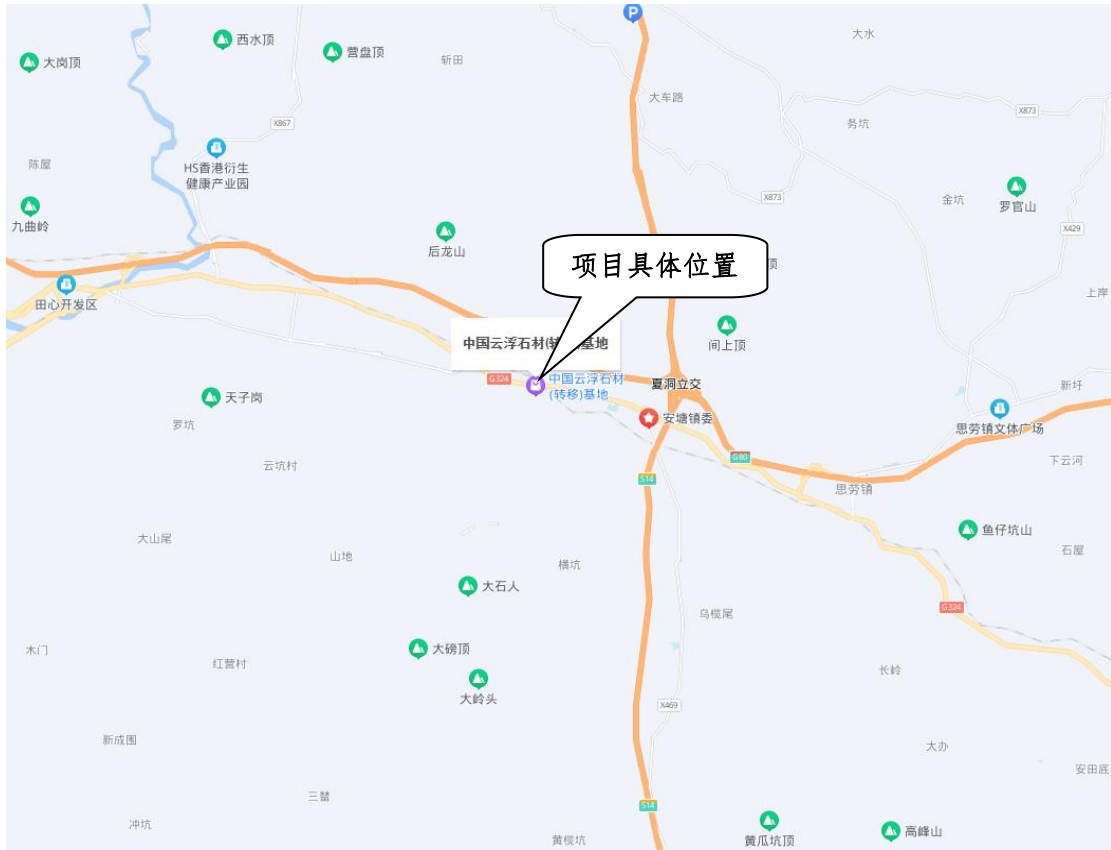 P
大水
西水顶
营盘顶
大岗顶
斩田
大车路
X873
X867
务坑
HS香港衍生
健康产业园
陈屋
X873
金坑
罗官山
九曲岭
X429
后龙山
项目具体位置
顶
上岸
田心开发区
中国云浮石材(转
基地
间上顶
G324
中国云浮石材
(转移)基地
夏洞立交
新圩
天子岗
安塘镇委
思劳镇文体广场
罗坑
G80
云坑村
下云河
S14
思劳镇
鱼仔坑山
大山尾
山地
横坑
石屋
大石人
G324
乌榄尾
木门
大磅顶
红营村
长岭
大岭头
X469
新成围
大办
安田底
三嶅
S14
冲坑
黄榄坑
黄瓜坑顶
高峰山